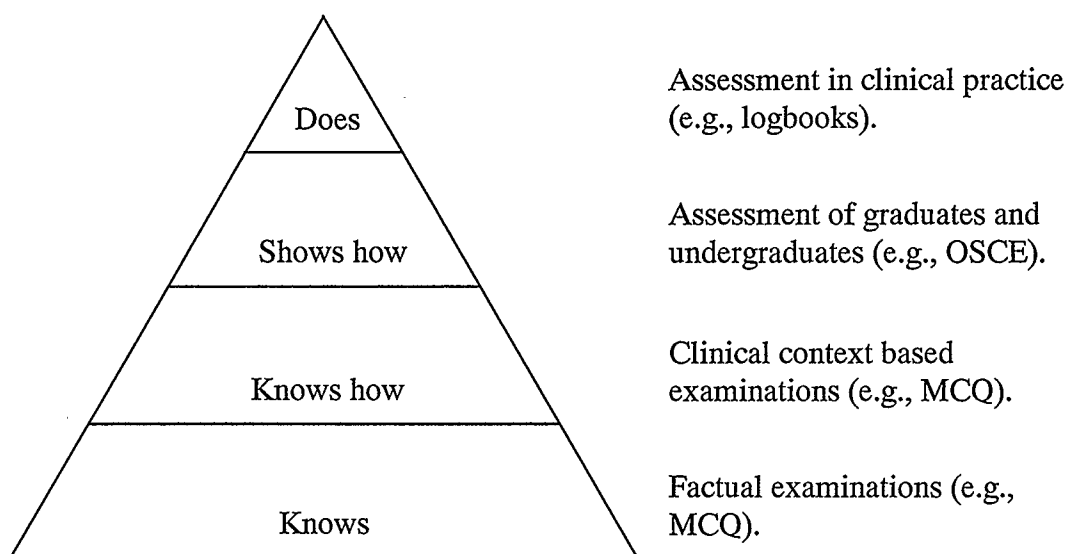 Does
Assessment in clinical practice
(e.g., logbooks).
Shows how
Assessment of graduates and
undergraduates (e.g., OSCE).
Knows how
Clinical context based
examinations (e.g., MCQ).
Knows
Factual examinations (e.g.,
MCQ).